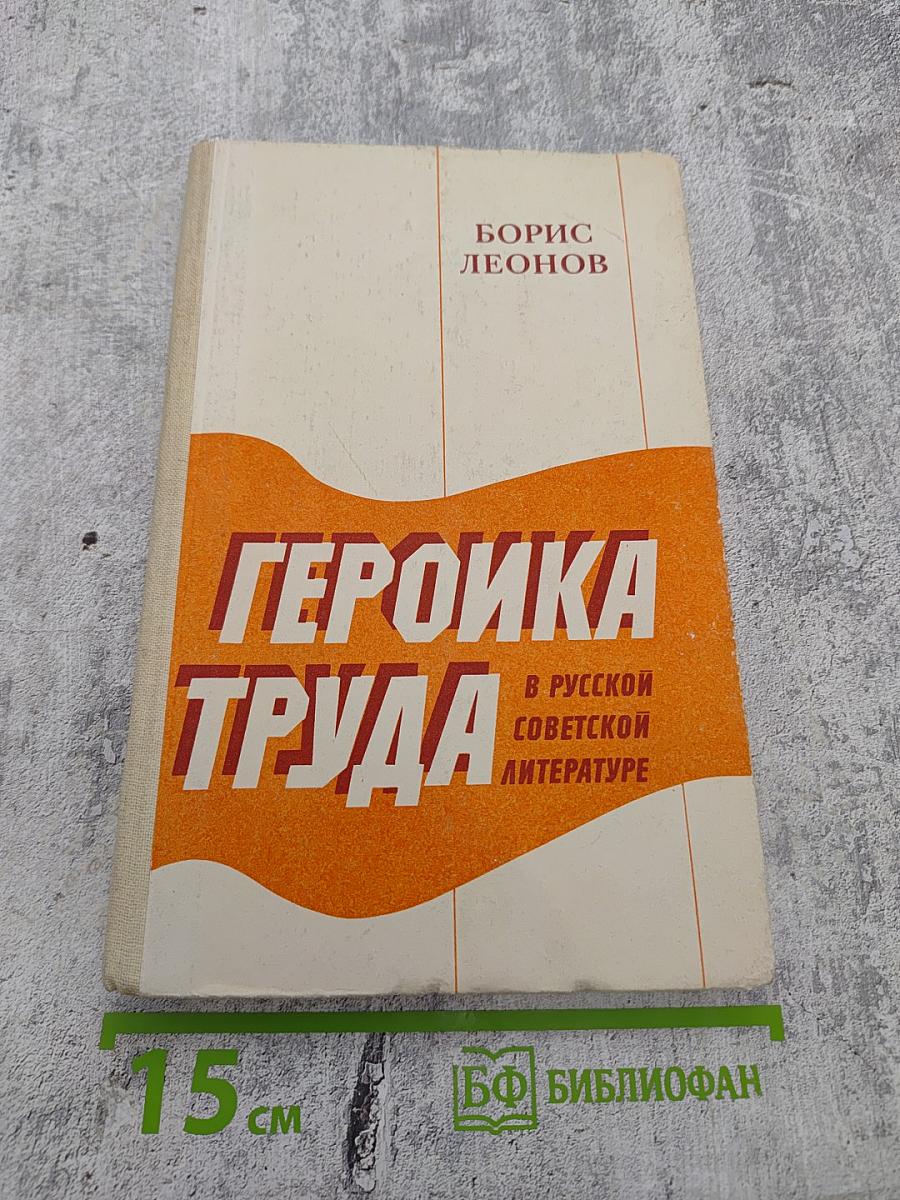 БОРИС
ЛЕОНОВ
ГЕРОИКА
ТРУДА
В РУССКОЙ
СОВЕТСКОЙ
ЛИТЕРАТУРЕ
15 см
БФ БИБЛИОФАН